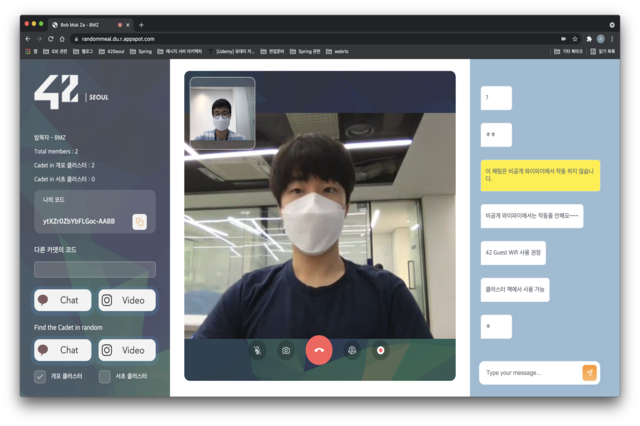 Bob Muk Za - BMZ
randommeal.du.r.appspot.com
앱
IDE 관련
벨로그
42Seoul
Spring
메시지 서버 아키텍처
[Udemy] 유데미 자...
면접준비
Spring 관련
webrtc
기타 북마크
읽기 목록
42 | SEOUL
밥먹자 - BMZ
Total members : 2
Cadet in 개포 클러스터 : 2
Cadet in 서초 클러스터 : 0
나의 코드
ytXZr0ZbYbFLGoc-AABB
다른 카뎃의 코드
Chat
Video
Find the Cadet in random
Chat
Video
개포 클러스터
서초 클러스터
?
ㅎㅎ
이 채팅은 비공개 와이파이에서 작동 하지 않습니
다.
비공개 와이파이에서는 작동을 안해요~~~
42 Guest Wifi 사용 권장
클러스터 맥에서 사용 가능
ㅎ
Type your message...